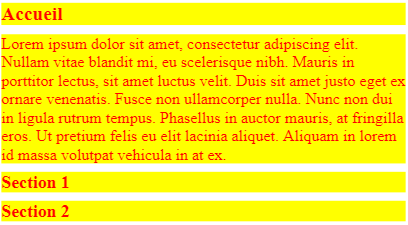 Accueil
Lorem ipsum dolor sit amet, consectetur adipiscing elit.
Nullam vitae blandit mi, eu scelerisque nibh. Mauris in
porttitor lectus, sit amet luctus velit. Duis sit amet justo eget ex
ornare venenatis. Fusce non ullamcorper nulla. Nunc non dui
in ligula rutrum tempus. Phasellus in auctor mauris, at fringilla
eros. Ut pretium felis eu elit lacinia aliquet. Aliquam in lorem
id massa volutpat vehicula in at ex.
Section 1
Section 2